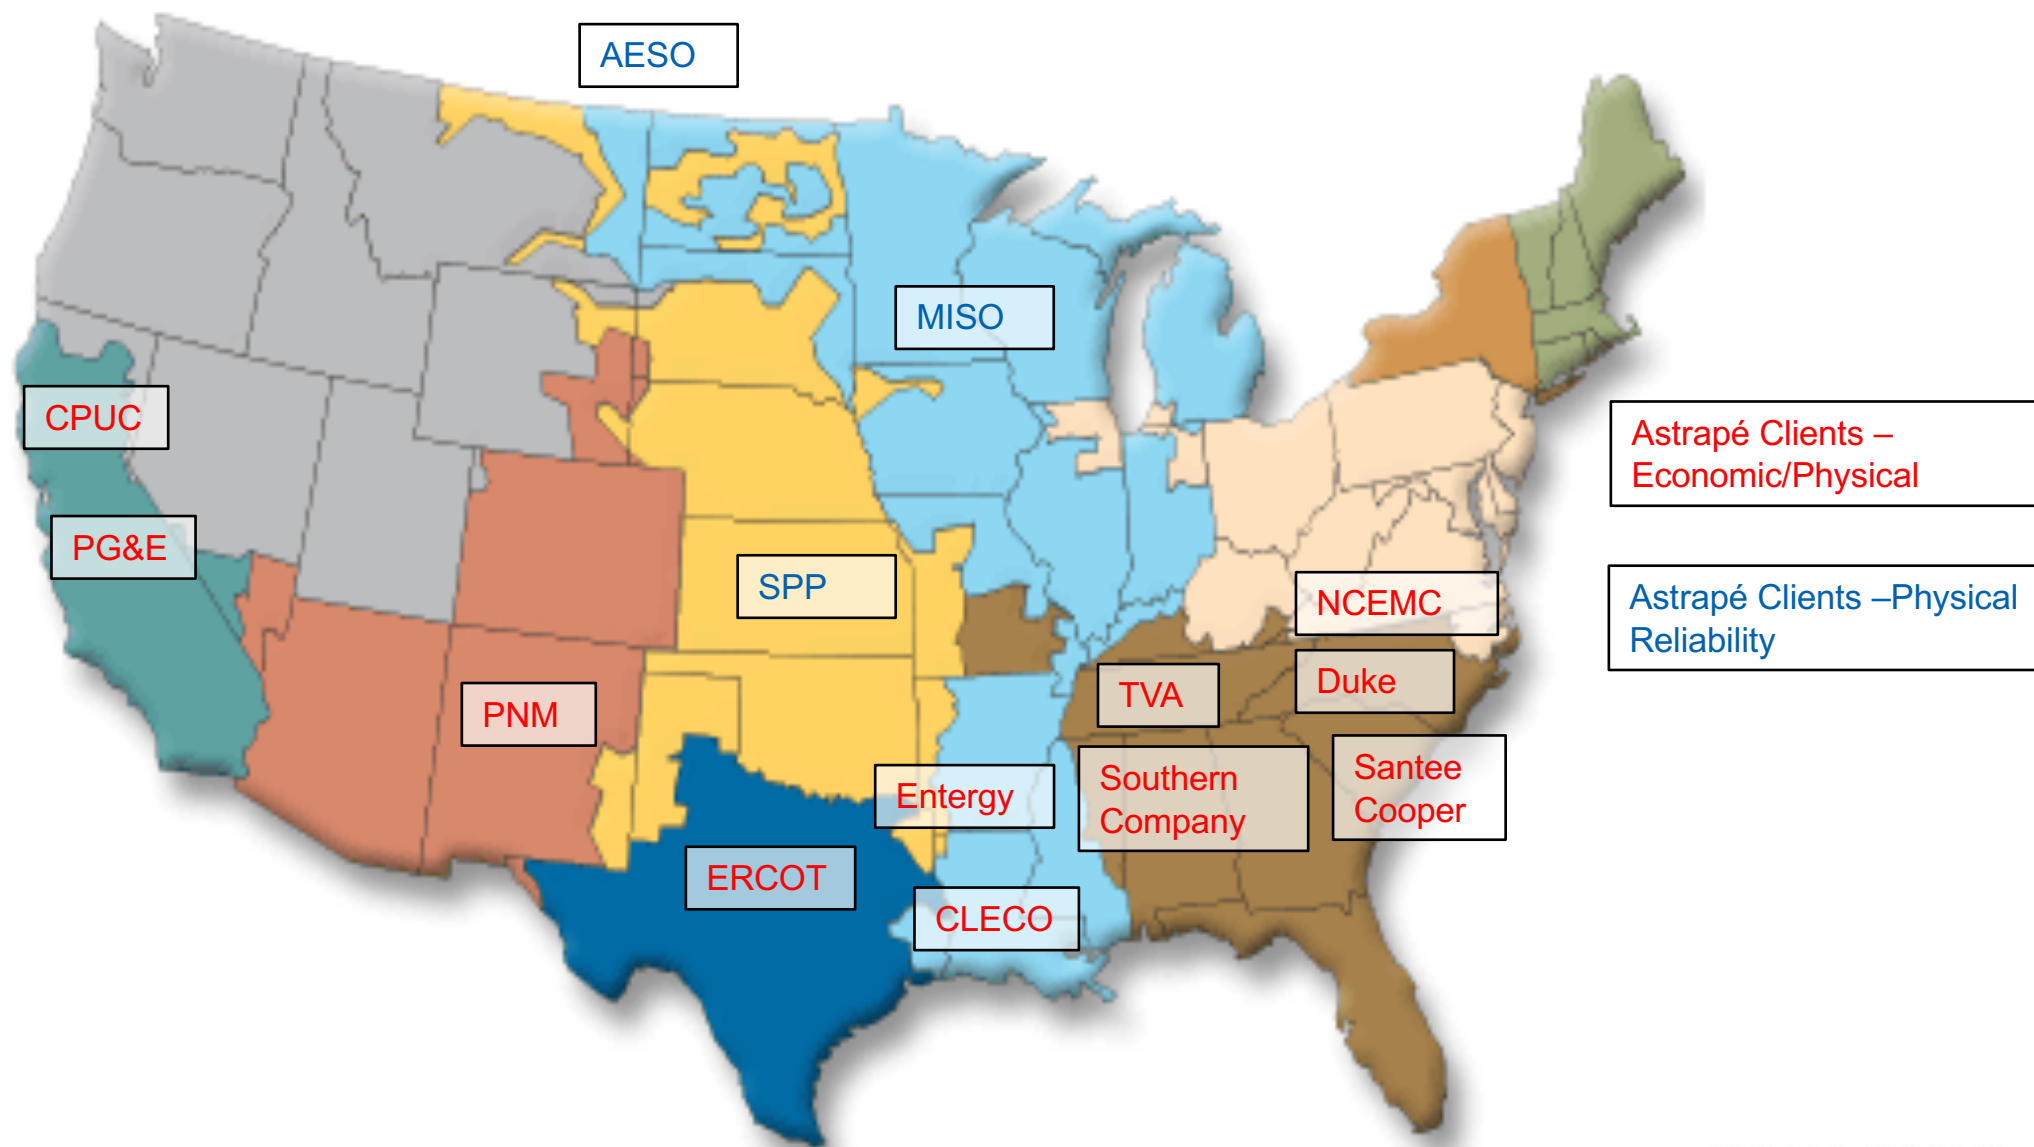 AESO
MISO
CPUC
Astrapé Clients –
Economic/Physical
PG&E
SPP
Astrapé Clients –Physical
Reliability
NCEMC
TVA
Duke
PNM
Entergy
Southern
Company
Santee
Cooper
ERCOT
CLECO